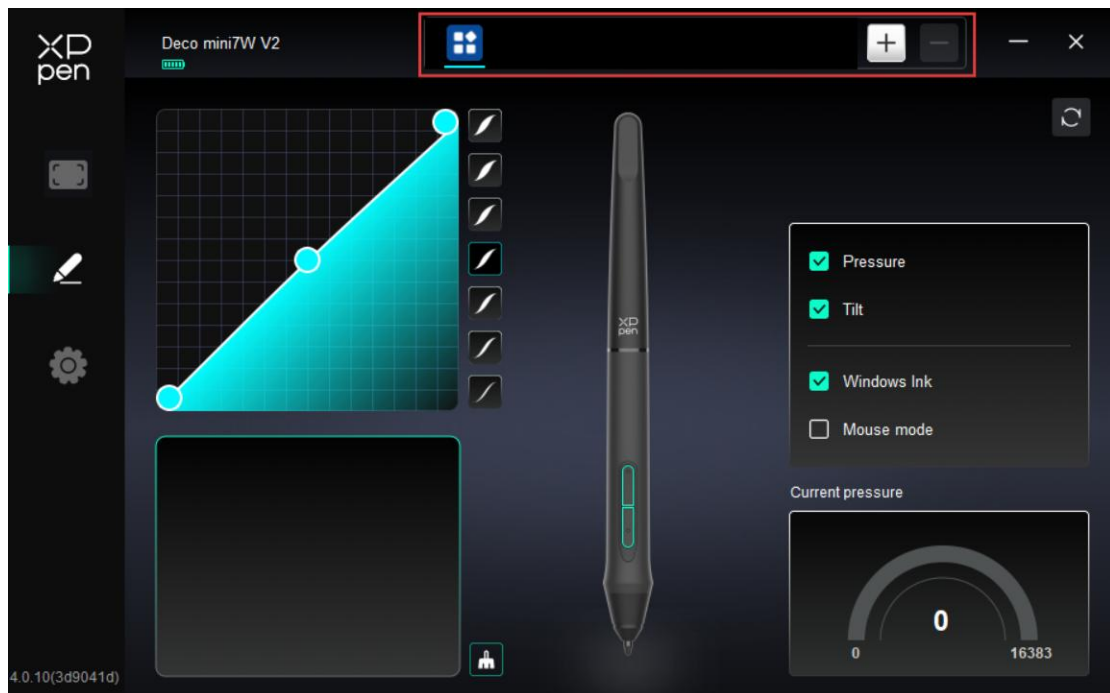 XP
pen
Deco mini7W V2
XP
pen
Pressure
Tilt
Windows Ink
Mouse mode
Current pressure
0
0
16383
4.0.10(3d9041d)